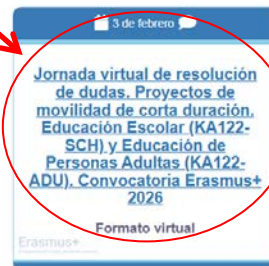 3 de febrero
Jornada virtual de resolución
de dudas. Proyectos de
movilidad de corta duración.
Educación Escolar (KA122-
SCH) y Educación de
Personas Adultas (KA122-
ADU). Convocatoria Erasmus+
2026
Formato virtual
Erasmus+